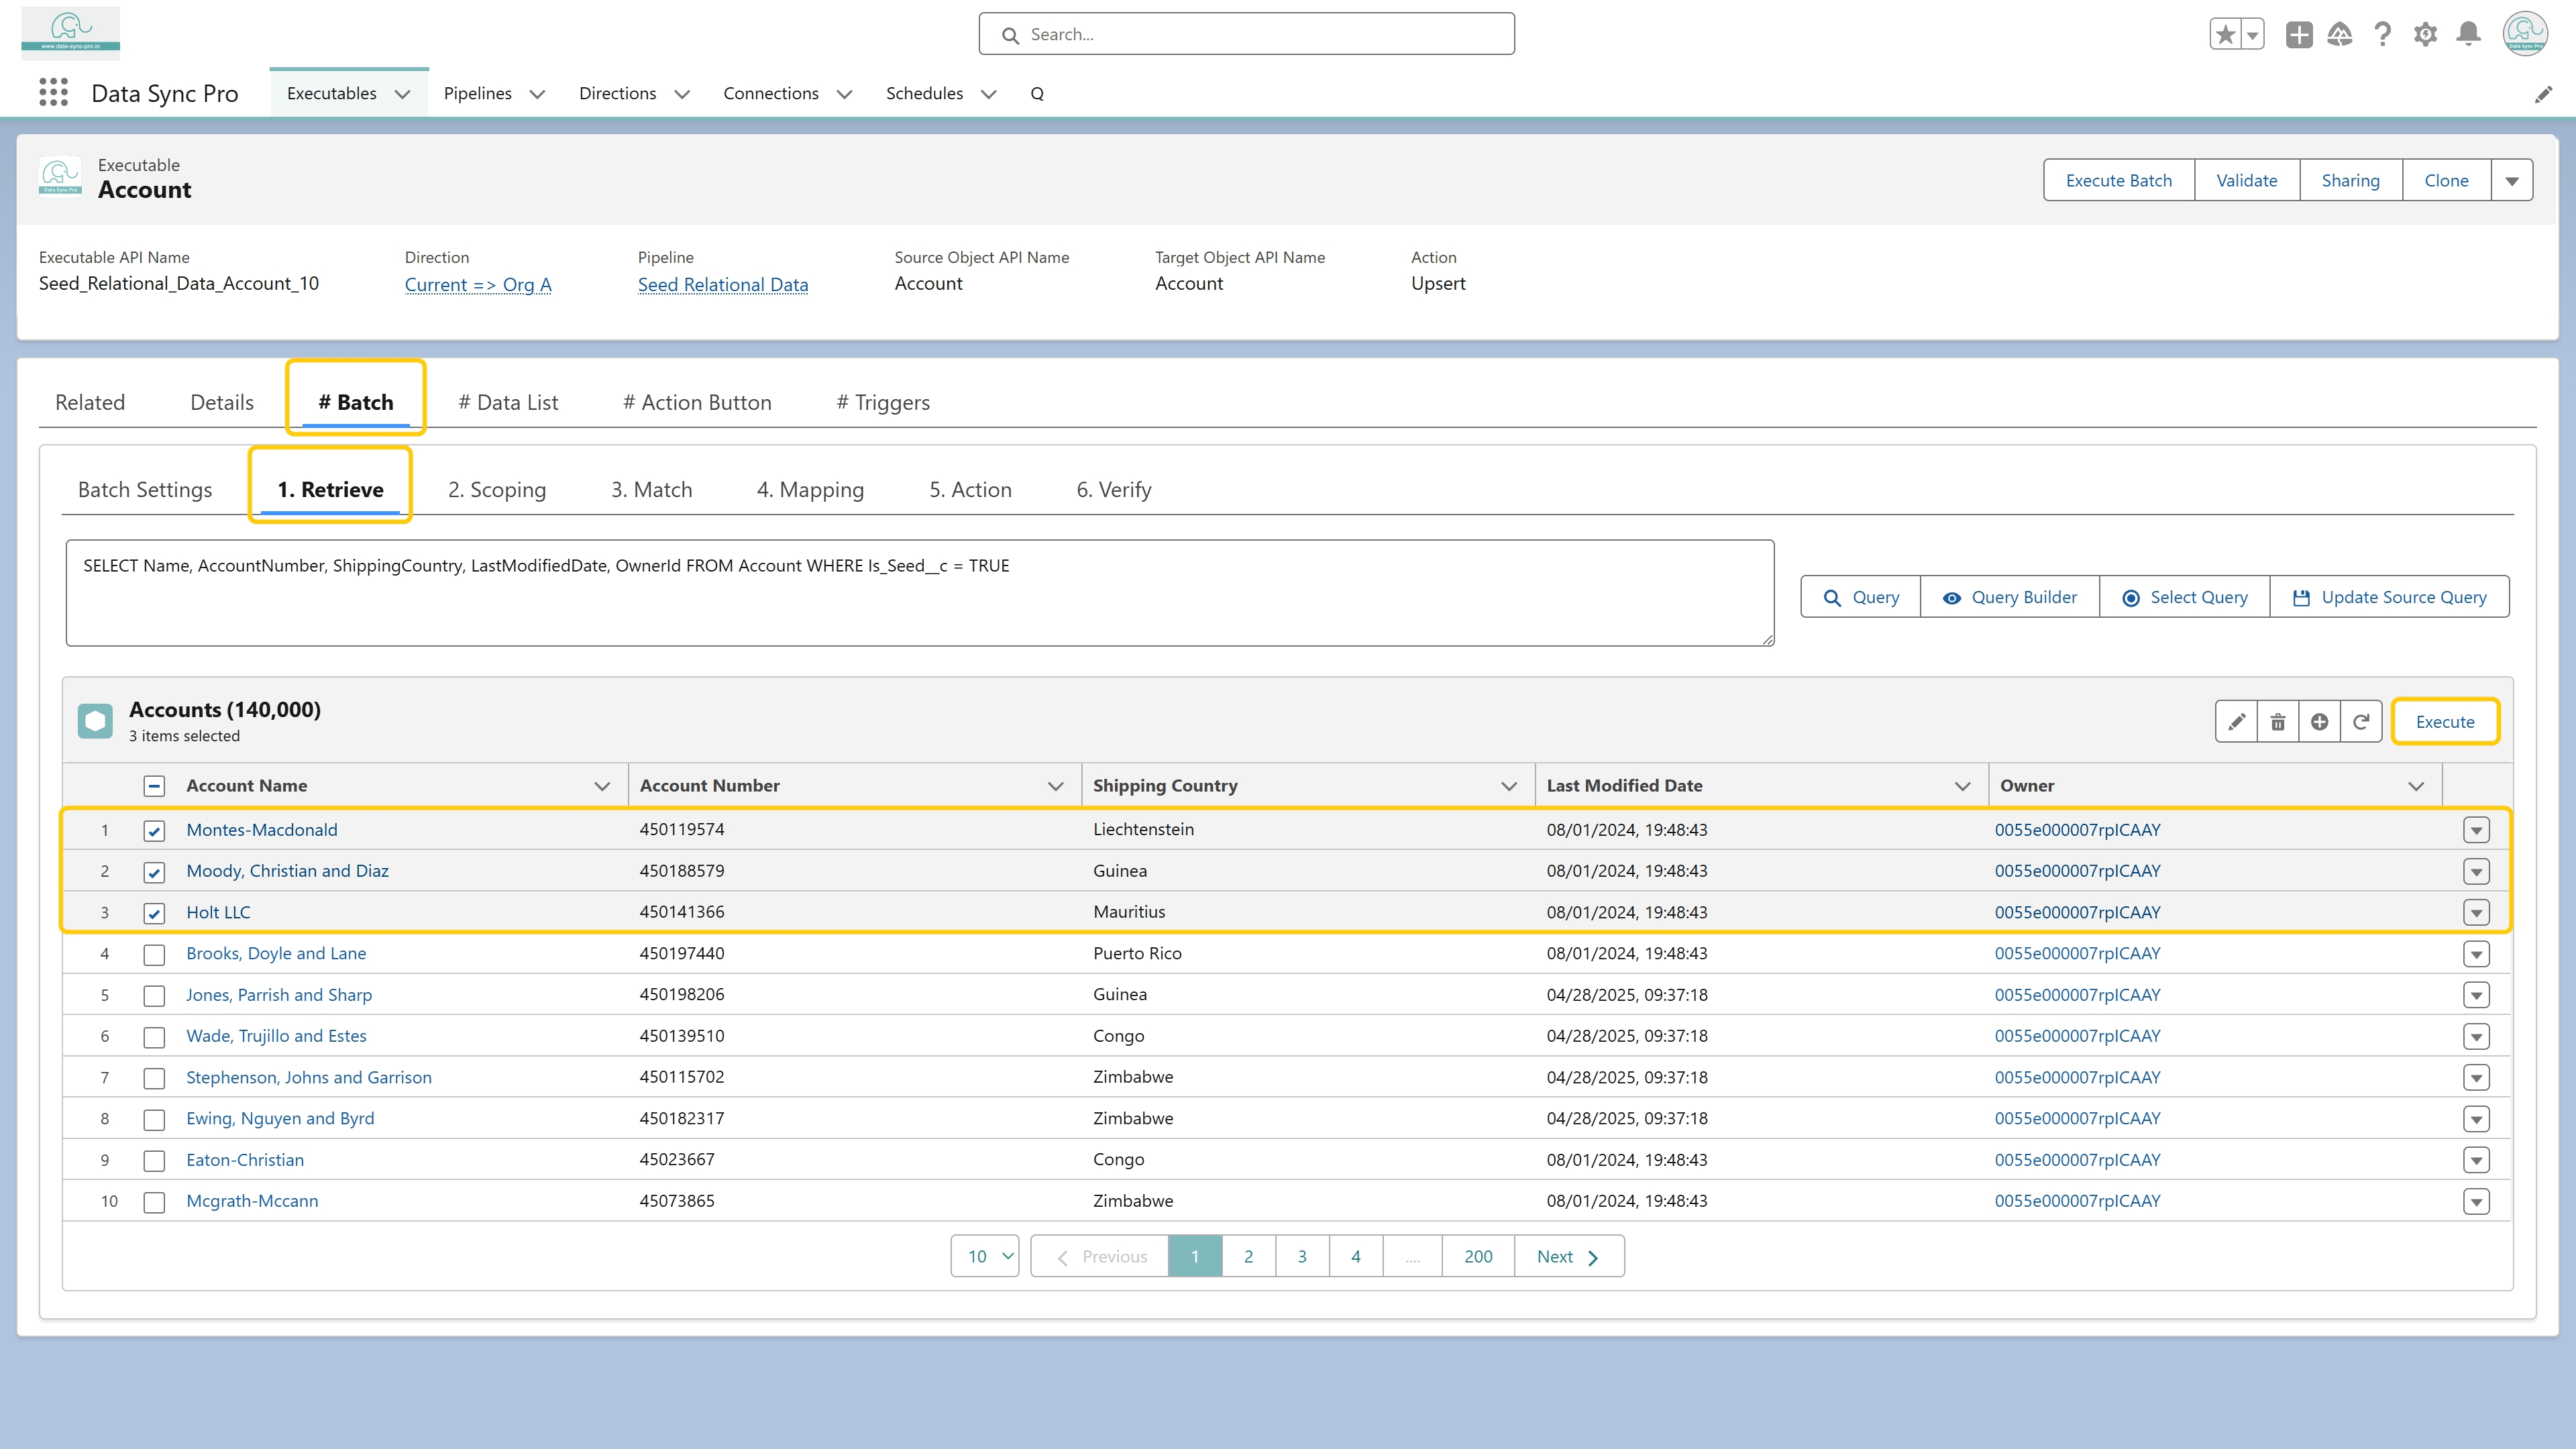 www.data-sync-pro.io
Search...
Data Sync Pro
Data Sync Pro Executables Pipelines Directions Connections Schedules Q
Data Sync Pro
Executable
Account
Execute Batch Validate Sharing Clone
Executable API Name Direction Pipeline Source Object API Name Target Object API Name Action
Seed_Relational_Data_Account_10 Current => Org A Seed Relational Data Account Account Upsert
Related Details # Batch # Data List # Action Button # Triggers
Batch Settings 1. Retrieve 2. Scoping 3. Match 4. Mapping 5. Action 6. Verify
SELECT Name, AccountNumber, ShippingCountry, LastModifiedDate, OwnerId FROM Account WHERE Is_Seed__c = TRUE
Query Query Builder Select Query Update Source Query
Accounts (140,000)
3 items selected
Execute
Account Name Account Number Shipping Country Last Modified Date Owner
1 Montes-Macdonald 450119574 Liechtenstein 08/01/2024, 19:48:43 0055e000007rpICAAY
2 Moody, Christian and Diaz 450188579 Guinea 08/01/2024, 19:48:43 0055e000007rpICAAY
3 Holt LLC 450141366 Mauritius 08/01/2024, 19:48:43 0055e000007rpICAAY
4 Brooks, Doyle and Lane 450197440 Puerto Rico 08/01/2024, 19:48:43 0055e000007rpICAAY
5 Jones, Parrish and Sharp 450198206 Guinea 04/28/2025, 09:37:18 0055e000007rpICAAY
6 Wade, Trujillo and Estes 450139510 Congo 04/28/2025, 09:37:18 0055e000007rpICAAY
7 Stephenson, Johns and Garrison 450115702 Zimbabwe 04/28/2025, 09:37:18 0055e000007rpICAAY
8 Ewing, Nguyen and Byrd 450182317 Zimbabwe 04/28/2025, 09:37:18 0055e000007rpICAAY
9 Eaton-Christian 45023667 Congo 08/01/2024, 19:48:43 0055e000007rpICAAY
10 Mcgrath-Mccann 45073865 Zimbabwe 08/01/2024, 19:48:43 0055e000007rpICAAY
10 Previous 1 2 3 4 .... 200 Next